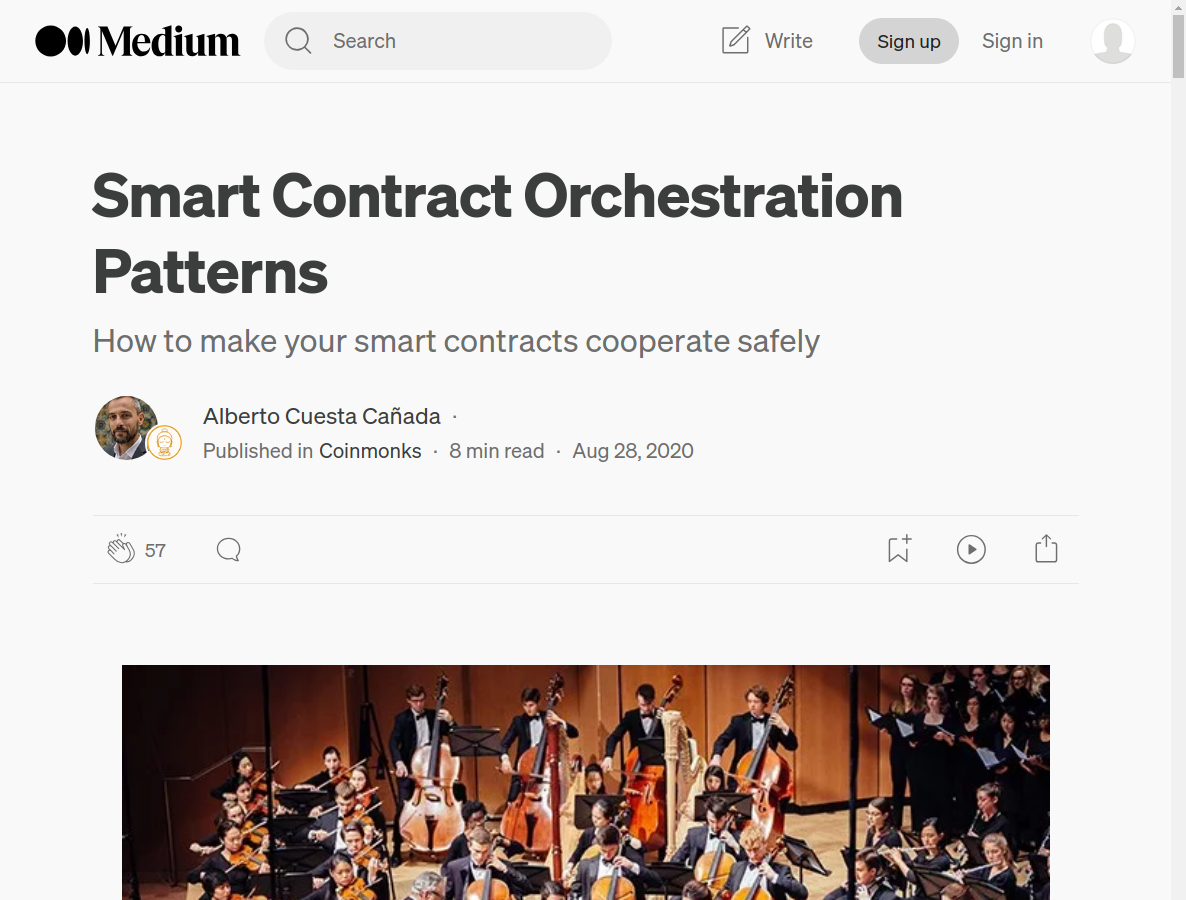 Medium
Search
Write
Sign up
Sign in
Smart Contract Orchestration
Patterns
How to make your smart contracts cooperate safely
Alberto Cuesta Cañada ·
Published in Coinmonks · 8 min read · Aug 28, 2020
57